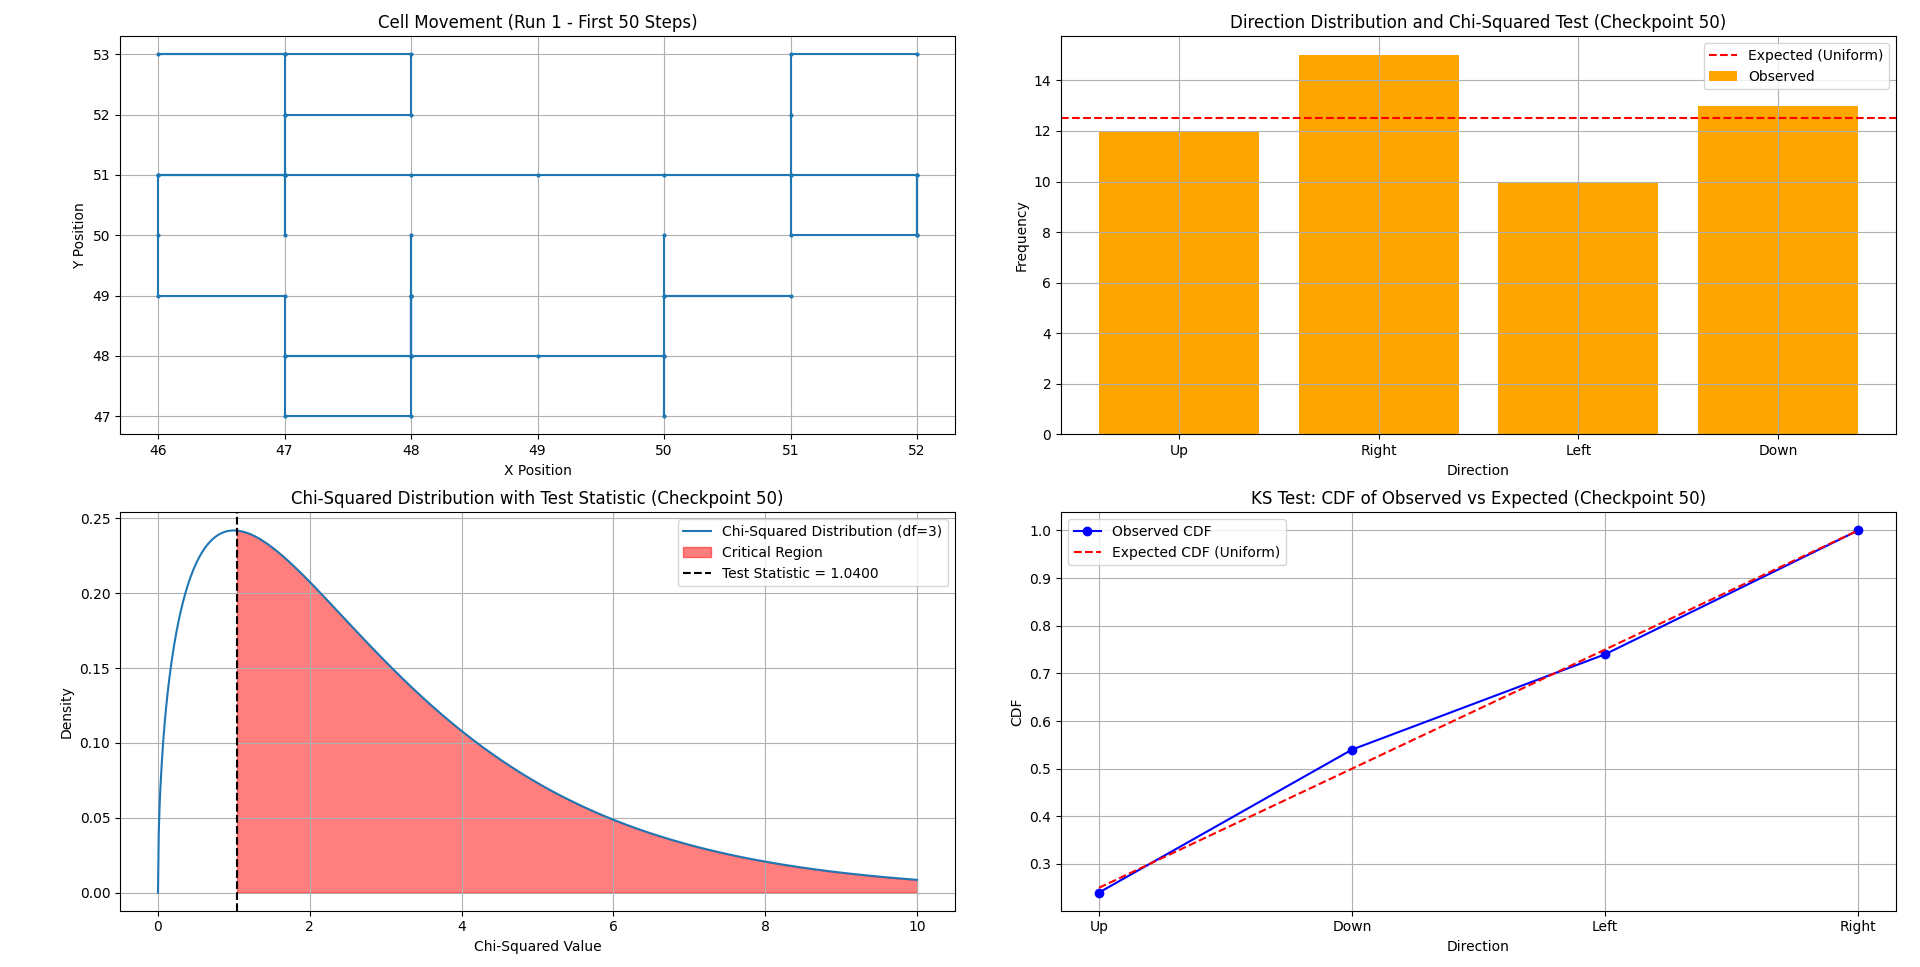 Cell Movement (Run 1 - First 50 Steps)
53
52
51
50
49
48
47
Y Position
46 47 48 49 50 51 52
X Position
Direction Distribution and Chi-Squared Test (Checkpoint 50)
Expected (Uniform)
Observed
14
12
10
8
6
4
2
0
Frequency
Up Right Left Down
Direction
Chi-Squared Distribution with Test Statistic (Checkpoint 50)
Chi-Squared Distribution (df=3)
Critical Region
Test Statistic = 1.0400
0.25
0.20
0.15
0.10
0.05
0.00
Density
0 2 4 6 8 10
Chi-Squared Value
KS Test: CDF of Observed vs Expected (Checkpoint 50)
Observed CDF
Expected CDF (Uniform)
1.0
0.9
0.8
0.7
0.6
0.5
0.4
0.3
CDF
Up Down Left Right
Direction